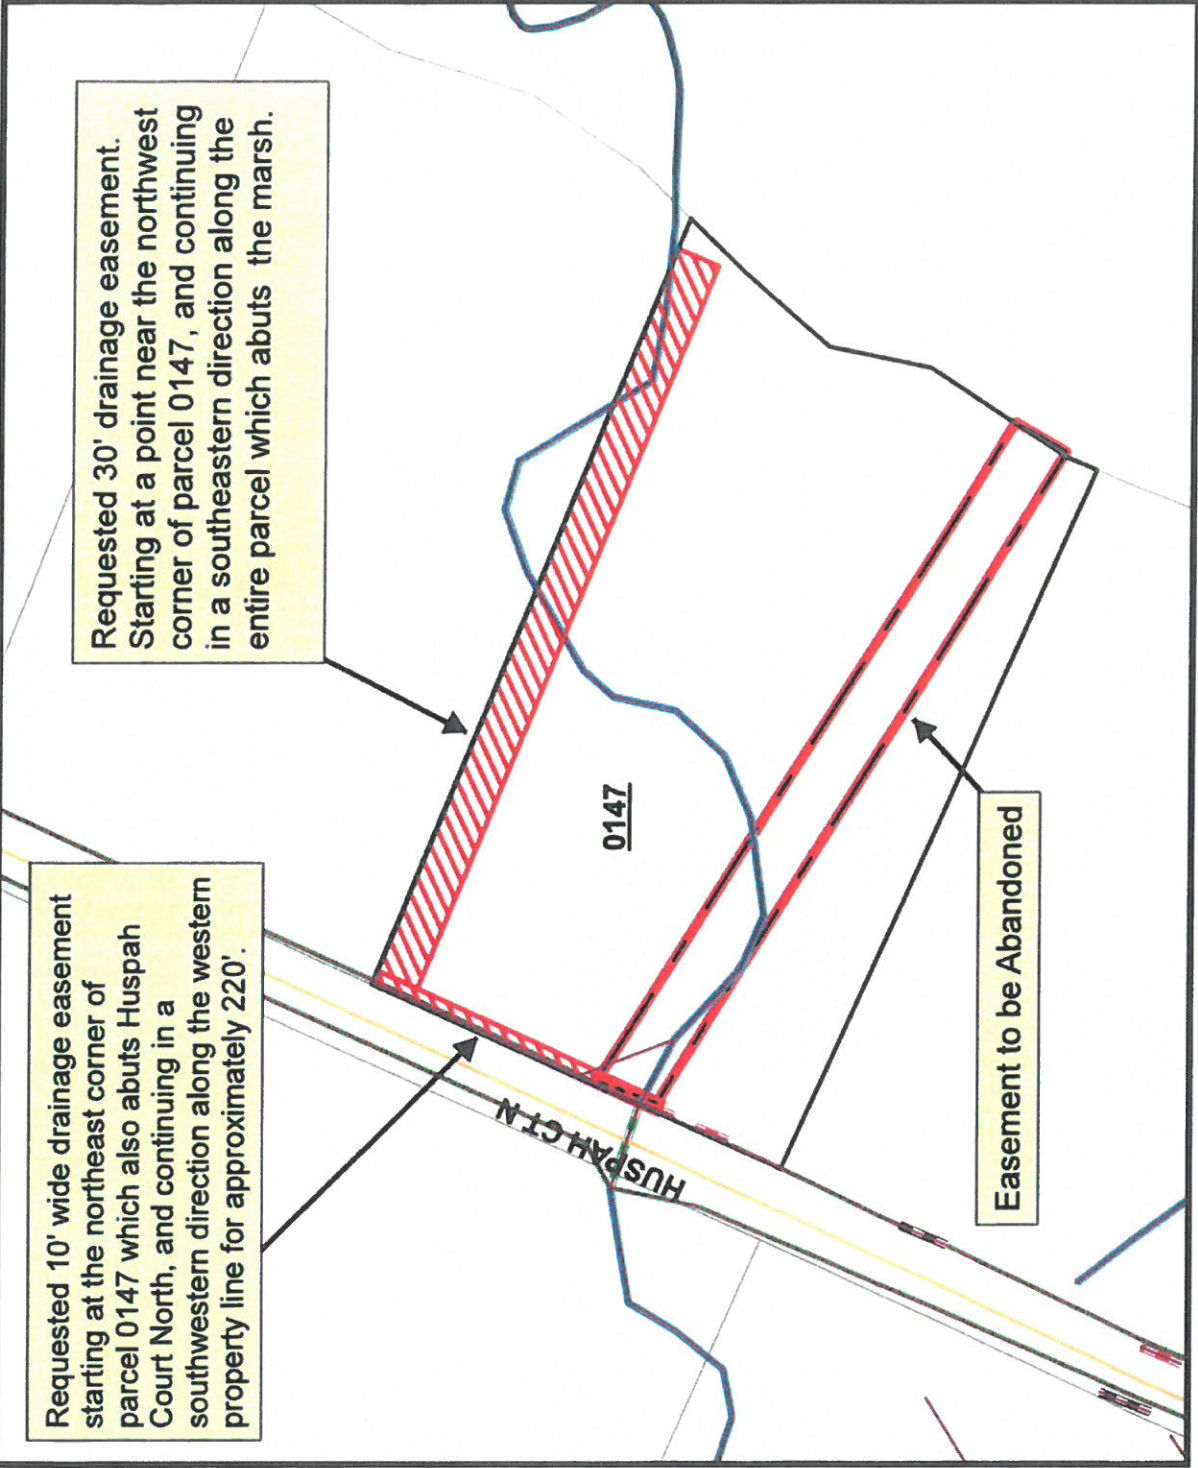 Requested 10' wide drainage easement
starting at the northeast corner of
parcel 0147 which also abuts Huspah
Court North, and continuing in a
southwestern direction along the western
property line for approximately 220'.
Requested 30' drainage easement.
Starting at a point near the northwest
corner of parcel 0147, and continuing
in a southeastern direction along the
entire parcel which abuts the marsh.
0147
HUSPAH CT N
Easement to be Abandoned